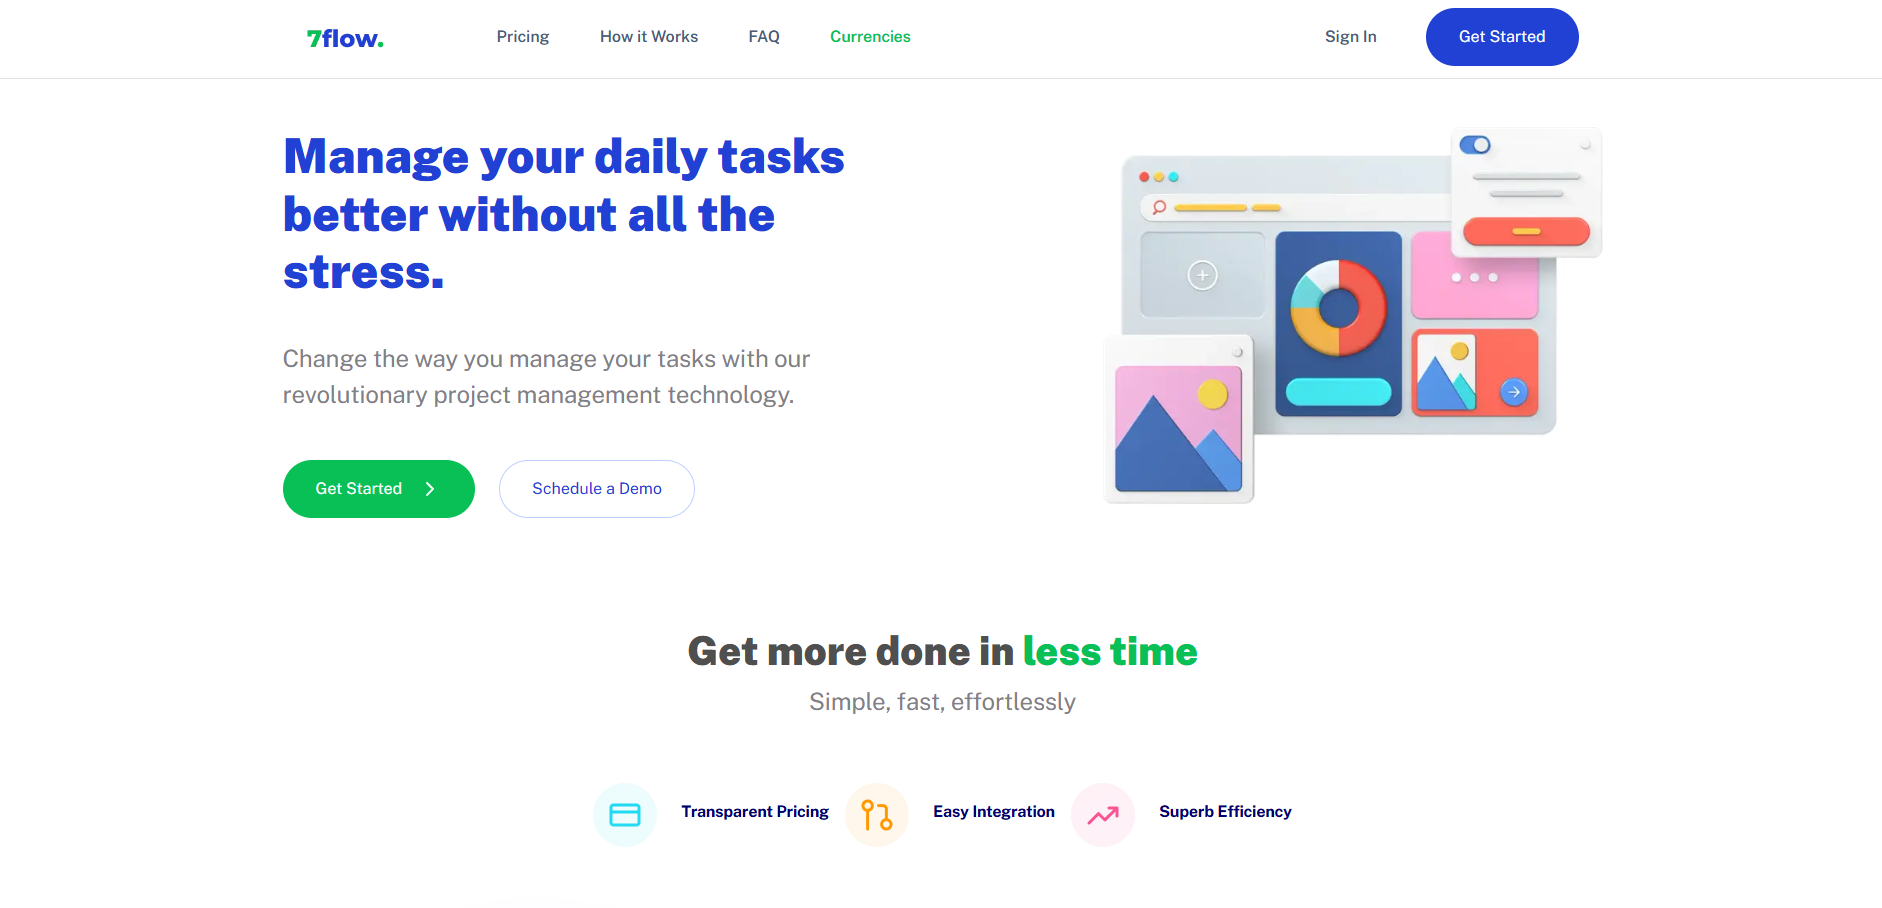 7flow.
Pricing
How it Works
FAQ
Currencies
Sign In
Get Started
Manage your daily tasks
better without all the
stress.
Change the way you manage your tasks with our
revolutionary project management technology.
Get Started
Schedule a Demo
Get more done in less time
Simple, fast, effortlessly
Transparent Pricing
Easy Integration
Superb Efficiency